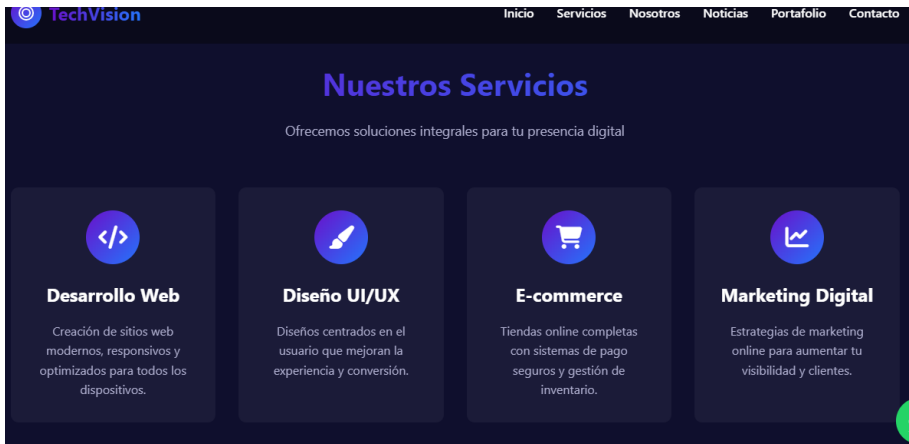 TechVision
Inicio Servicios Nosotros Noticias Portafolio Contacto
Nuestros Servicios
Ofrecemos soluciones integrales para tu presencia digital
Desarrollo Web
Creación de sitios web
modernos, responsivos y
optimizados para todos los
dispositivos.
Diseño UI/UX
Diseños centrados en el
usuario que mejoran la
experiencia y conversión.
E-commerce
Tiendas online completas
con sistemas de pago
seguros y gestión de
inventario.
Marketing Digital
Estrategias de marketing
online para aumentar tu
visibilidad y clientes.